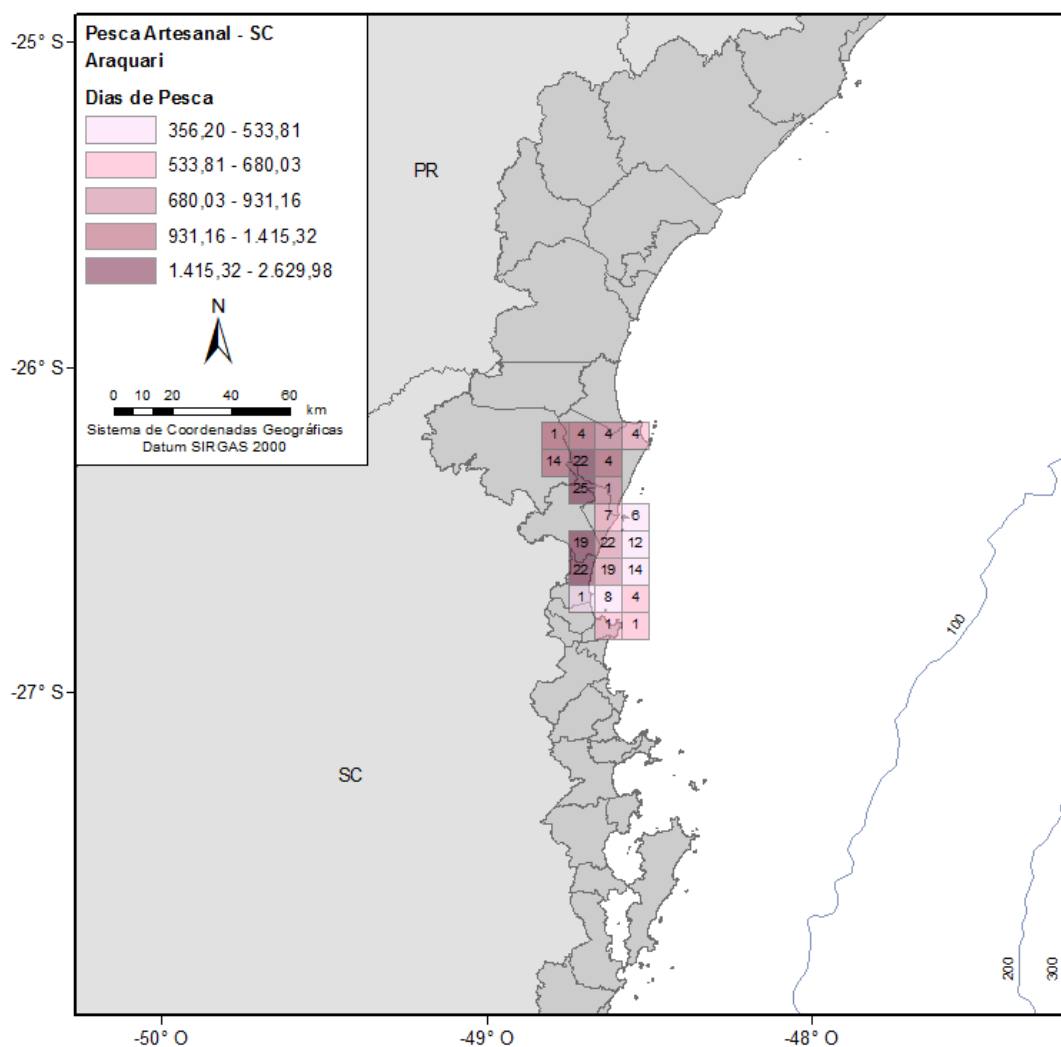 Pesca Artesanal - SC
Araquari
Dias de Pesca
356,20 - 533,81
533,81 - 680,03
680,03 - 931,16
931,16 - 1.415,32
1.415,32 - 2.629,98
N
0 10 20 40 60
km
Sistema de Coordenadas Geográficas
Datum SIRGAS 2000
-25° S
-26° S
-27° S
PR
SC
1 4 4 4
14 22 4
25 1
7 6
19 22 12
22 19 14
1 8 4
1 1
100
200
300
-50° O
-49° O
-48° O